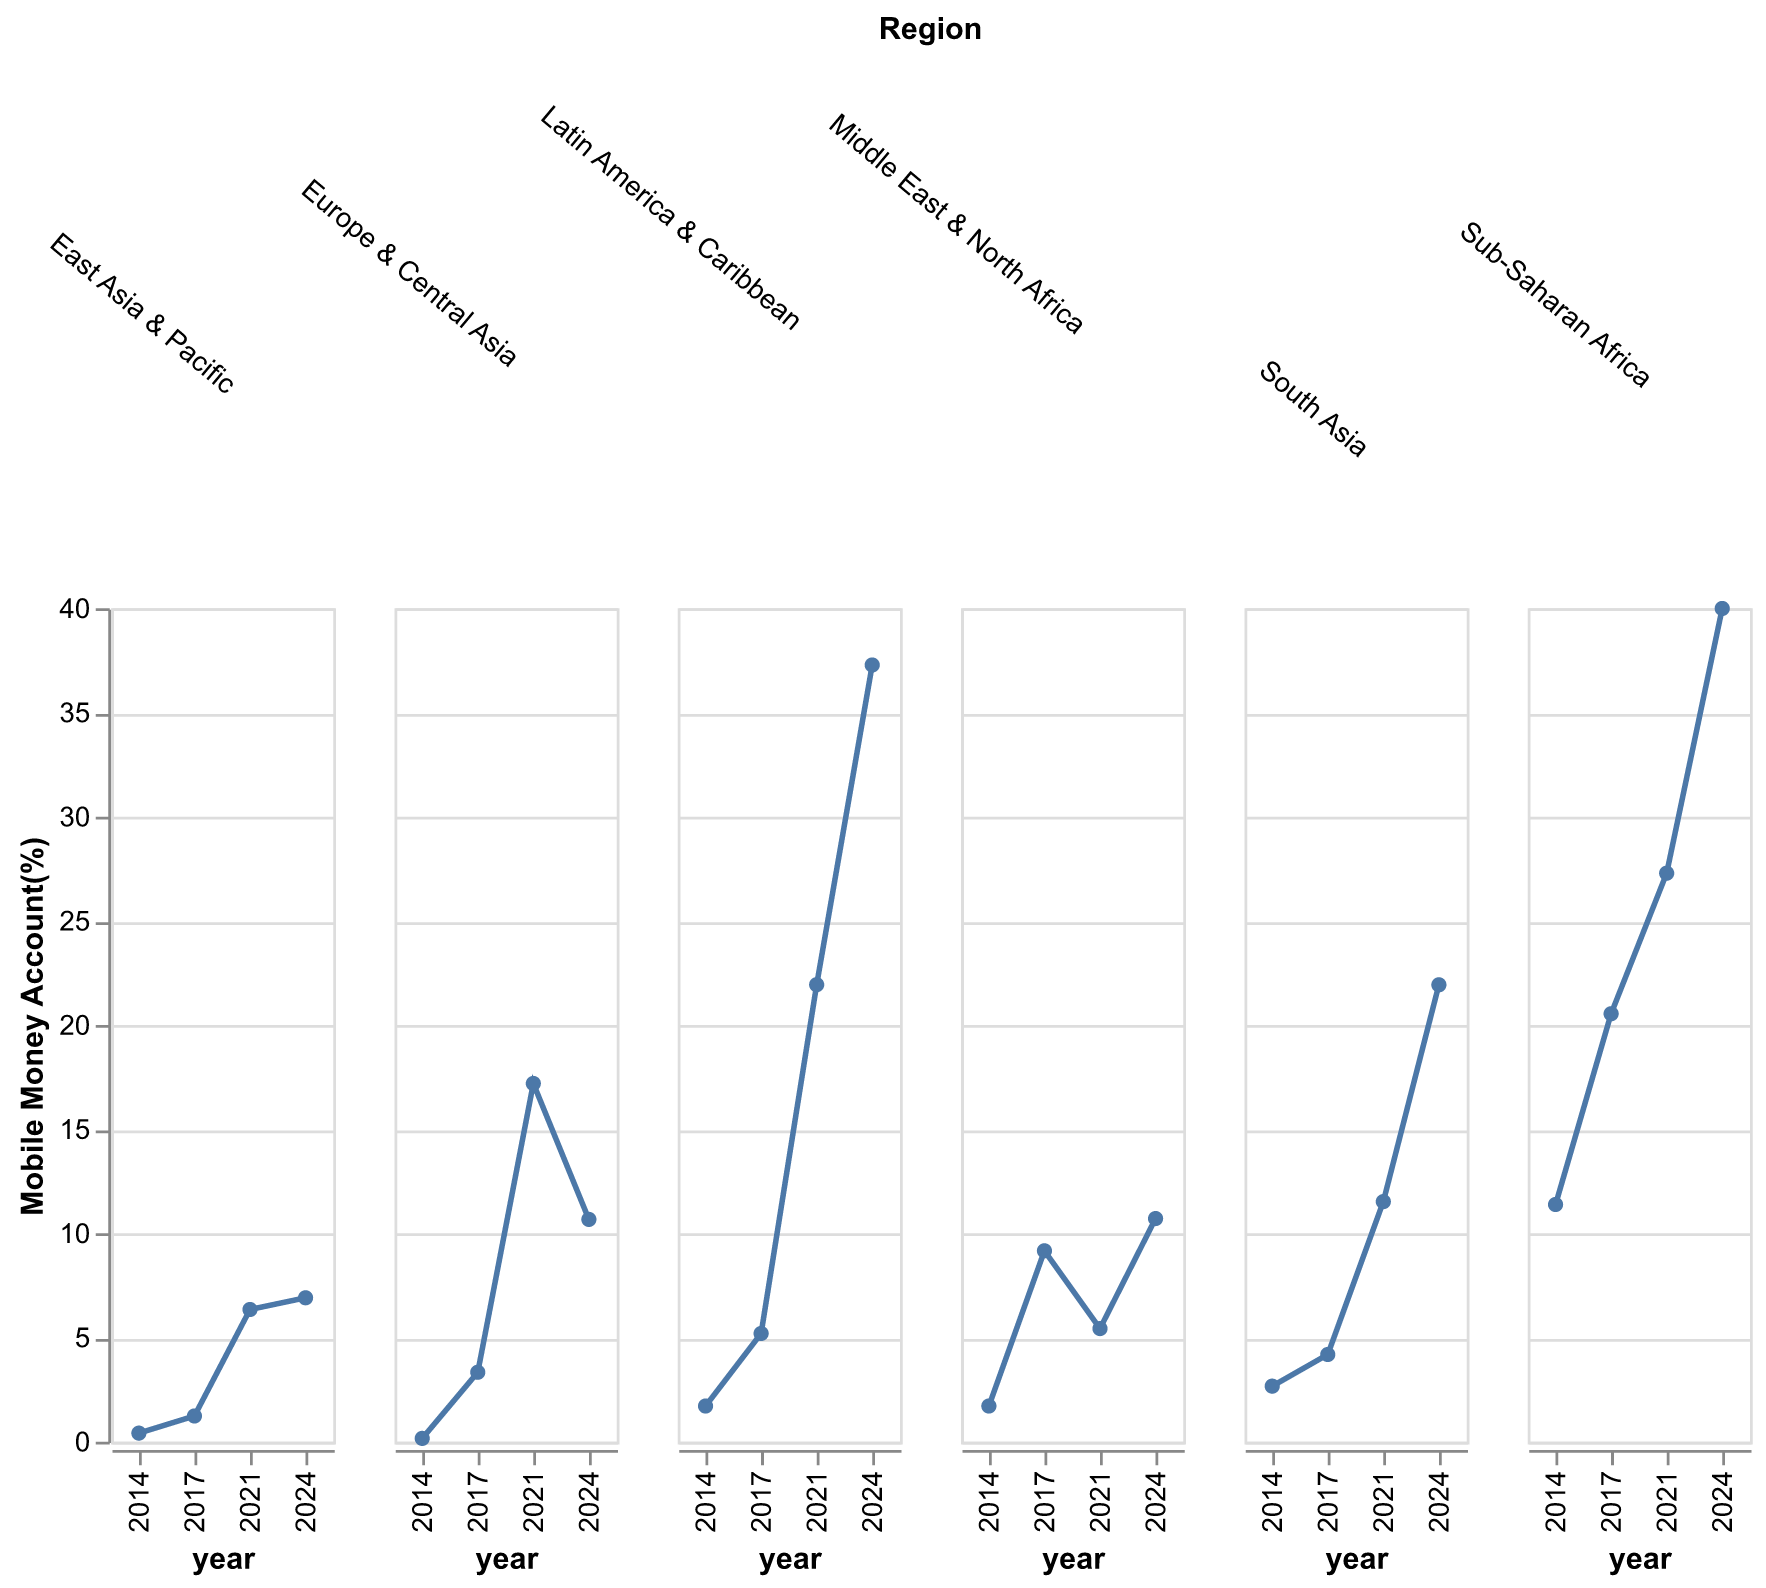 Region
East Asia & Pacific
Europe & Central Asia
Latin America & Caribbean
Middle East & North Africa
South Asia
Sub-Saharan Africa
Mobile Money Account(%)
40
35
30
25
20
15
10
5
0
2014 2017 2021 2024
year
2014 2017 2021 2024
year
2014 2017 2021 2024
year
2014 2017 2021 2024
year
2014 2017 2021 2024
year
2014 2017 2021 2024
year